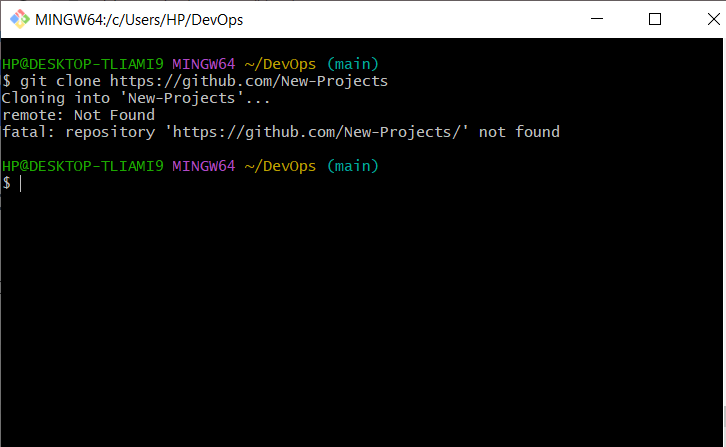 MINGW64:/c/Users/HP/DevOps
HP@DESKTOP-TLIAMI9 MINGW64 ~/DevOps (main)
$ git clone https://github.com/New-Projects
Cloning into 'New-Projects'...
remote: Not Found
fatal: repository 'https://github.com/New-Projects/' not found
HP@DESKTOP-TLIAMI9 MINGW64 ~/DevOps (main)
$